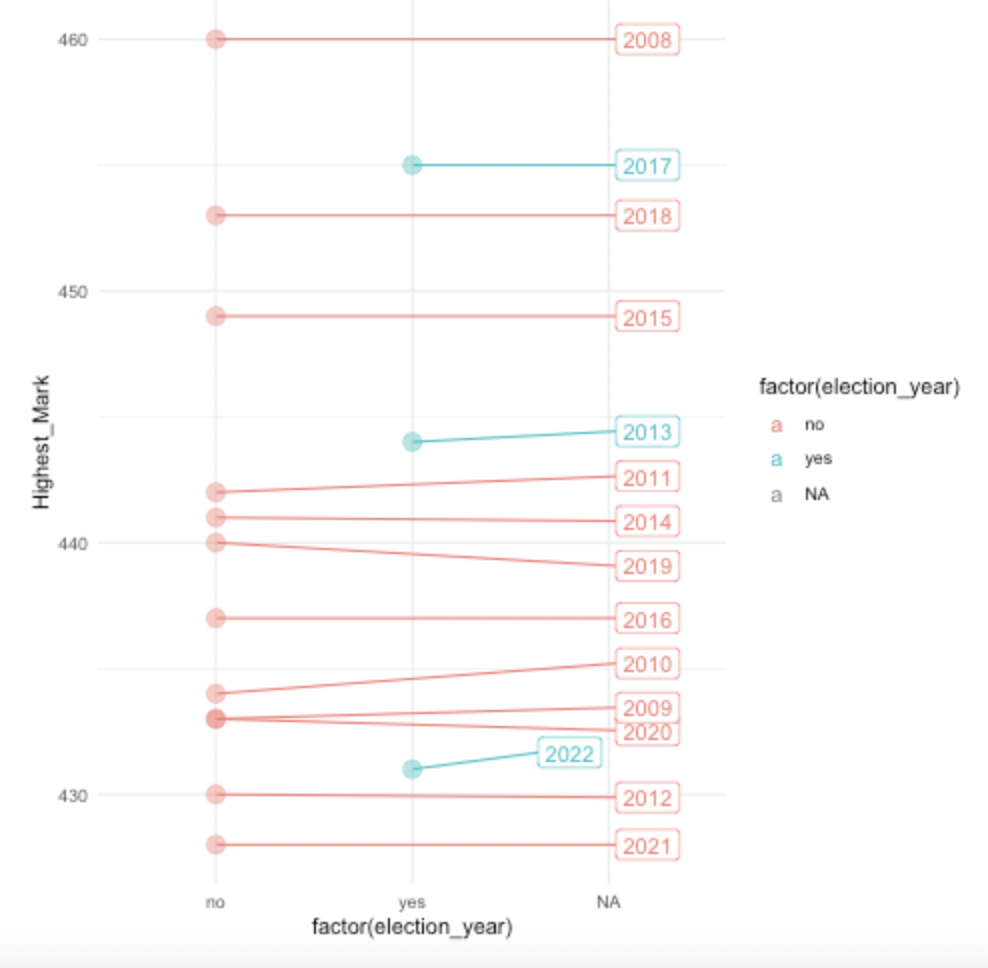 460
2008
2017
2018
450
2015
Highest_Mark
factor(election_year)
a no
a yes
a NA
2013
2011
2014
440
2019
2016
2010
2009
2020
2022
430
2012
2021
no yes NA
factor(election_year)